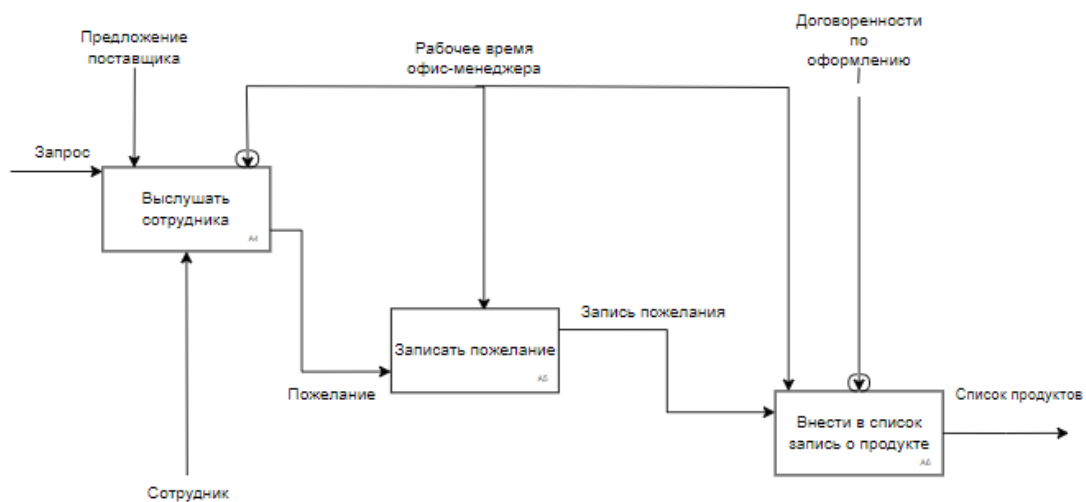 Предложение
поставщика
Рабочее время
офис-менеджера
Договоренности
по
оформлению
Запрос
Выслушать
сотрудника
A4
Записать пожелание
A5
Запись пожелания
Пожелание
Список продуктов
Внести в список
запись о продукте
A6
Сотрудник